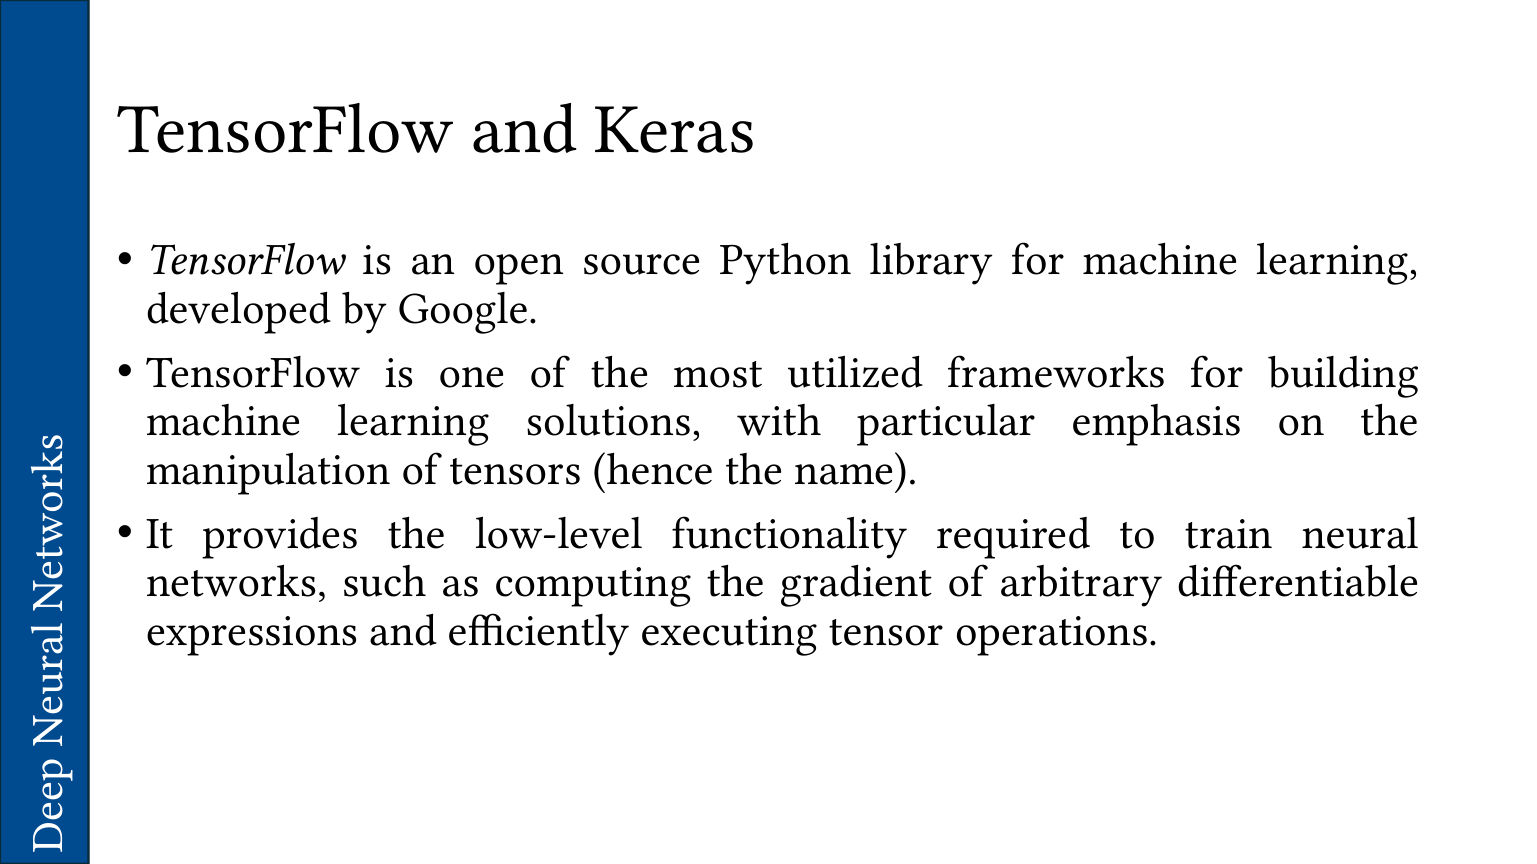 TensorFlow and Keras
• TensorFlow is an open source Python library for machine learning,
developed by Google.
• TensorFlow is one of the most utilized frameworks for building
machine learning solutions, with particular emphasis on the
manipulation of tensors (hence the name).
• It provides the low-level functionality required to train neural
networks, such as computing the gradient of arbitrary differentiable
expressions and efficiently executing tensor operations.
Deep Neural Networks